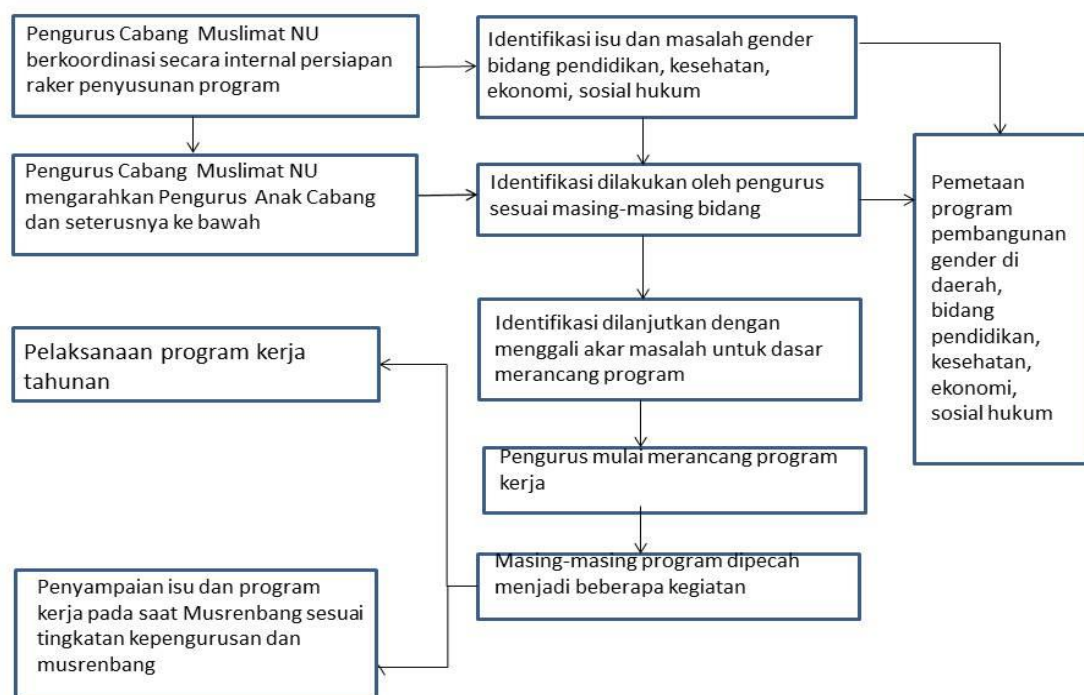 Pengurus Cabang Muslimat NU
berkoordinasi secara internal persiapan
raker penyusunan program
Identifikasi isu dan masalah gender
bidang pendidikan, kesehatan,
ekonomi, sosial hukum
Pengurus Cabang Muslimat NU
mengarahkan Pengurus Anak Cabang
dan seterusnya ke bawah
Identifikasi dilakukan oleh pengurus
sesuai masing-masing bidang
Pemetaan
program
pembangunan
gender di
daerah,
bidang
pendidikan,
kesehatan,
ekonomi,
sosial hukum
Identifikasi dilanjutkan dengan
menggali akar masalah untuk dasar
merancang program
Pelaksanaan program kerja
tahunan
Pengurus mulai merancang program
kerja
Masing-masing program dipecah
menjadi beberapa kegiatan
Penyampaian isu dan program
kerja pada saat Musrenbang sesuai
tingkatan kepengurusan dan
musrenbang